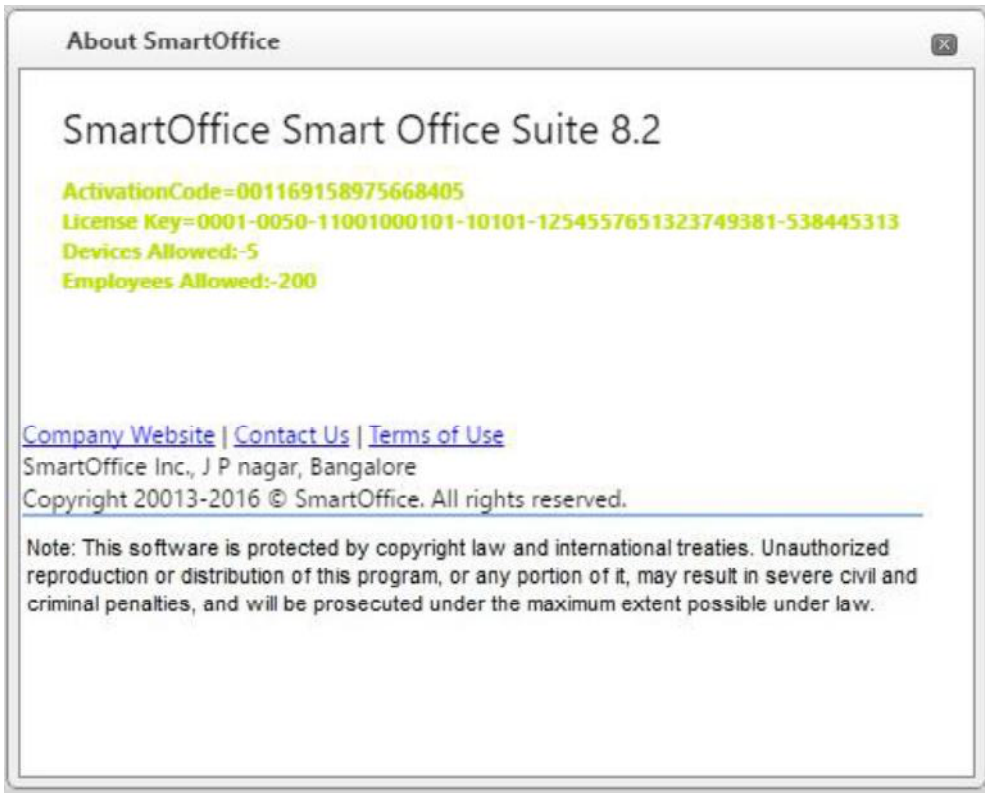 About SmartOffice
SmartOffice Smart Office Suite 8.2
ActivationCode=001169158975668405
License Key=0001-0050-11001000101-10101-1254557651323749381-538445313
Devices Allowed:-5
Employees Allowed:-200
Company Website | Contact Us | Terms of Use
SmartOffice Inc., J P nagar, Bangalore
Copyright 20013-2016 © SmartOffice. All rights reserved.
Note: This software is protected by copyright law and international treaties. Unauthorized
reproduction or distribution of this program, or any portion of it, may result in severe civil and
criminal penalties, and will be prosecuted under the maximum extent possible under law.